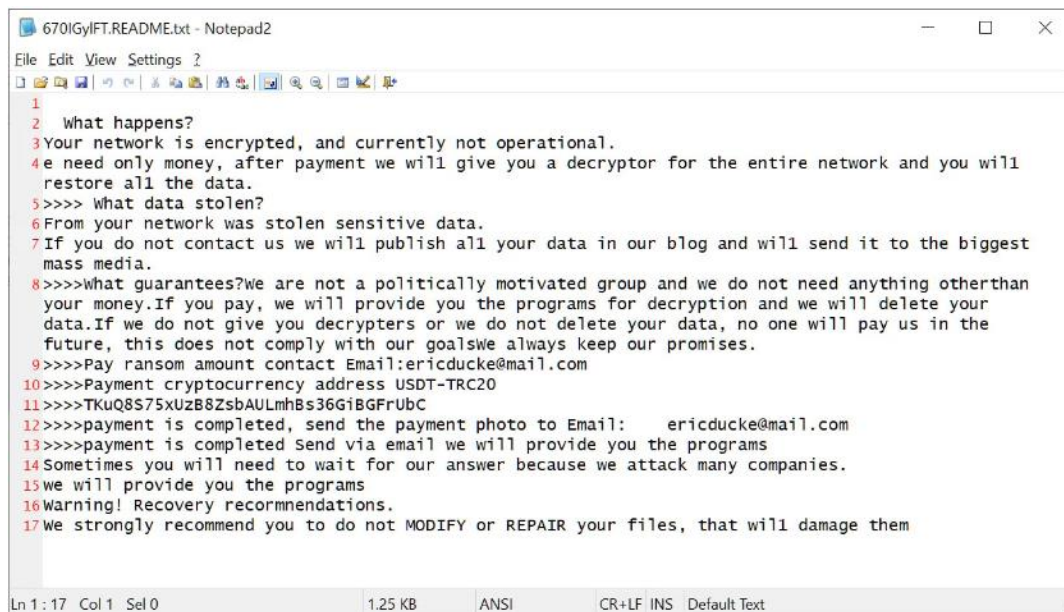 670IGylFT.README.txt - Notepad2
File Edit View Settings ?
1
2 What happens?
3 Your network is encrypted, and currently not operational.
4 e need only money, after payment we wil1 give you a decryptor for the entire network and you wil1
restore al1 the data.
5 >>>> What data stolen?
6 From your network was stolen sensitive data.
7 If you do not contact us we wil1 publish al1 your data in our blog and wil1 send it to the biggest
mass media.
8 >>>>What guarantees?We are not a politically motivated group and we do not need anything otherthan
your money.If you pay, we will provide you the programs for decryption and we will delete your
data.If we do not give you decrypters or we do not delete your data, no one will pay us in the
future, this does not comply with our goalsWe always keep our promises.
9 >>>>Pay ransom amount contact Email:ericducke@mail.com
10 >>>>Payment cryptocurrency address USDT-TRC20
11 >>>>TKuQ8S75xUzB8ZsbAULmhBs36GiBGFrUbC
12 >>>>payment is completed, send the payment photo to Email: ericducke@mail.com
13 >>>>payment is completed Send via email we will provide you the programs
14 Sometimes you will need to wait for our answer because we attack many companies.
15 we will provide you the programs
16 Warning! Recovery recormnendations.
17 We strongly recommend you to do not MODIFY or REPAIR your files, that wil1 damage them
Ln 1 : 17 Col 1 Sel 0 1.25 KB ANSI CR+LF INS Default Text